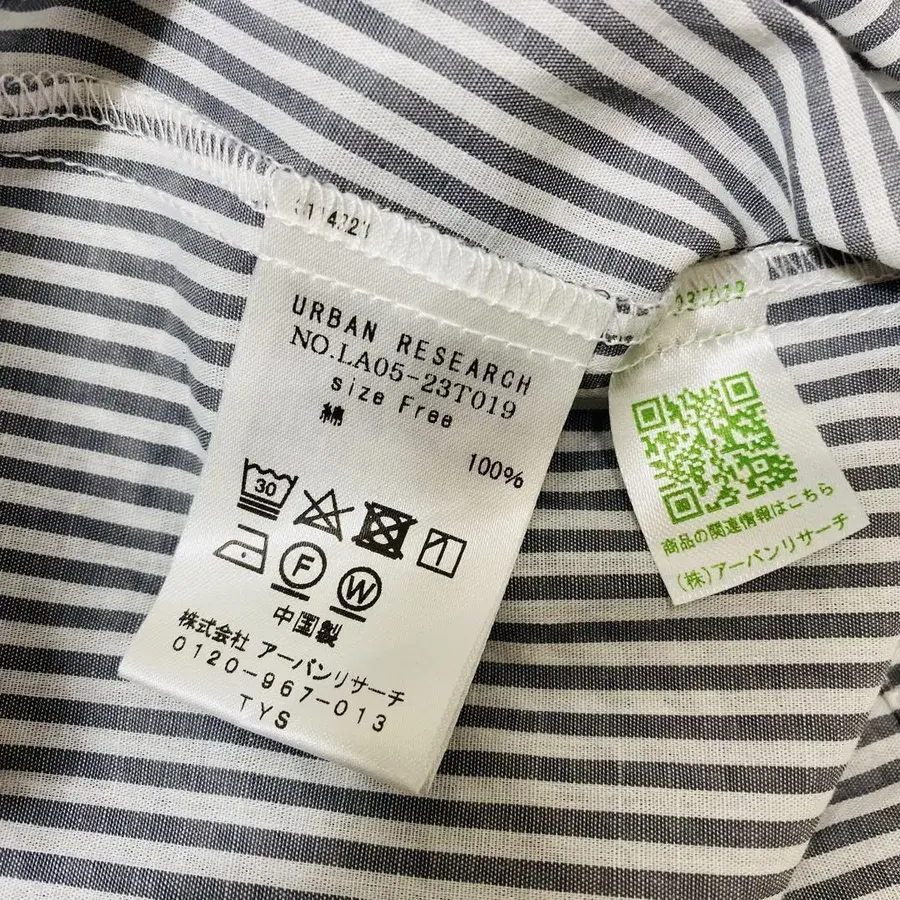 URBAN RESEARCH
NO.LA05-23T019
size Free
綿 100%
30
F W
中国製
株式会社 アーバンリサーチ
0120-967-013
TYS
商品の関連情報はこちら
(株)アーバンリサーチ